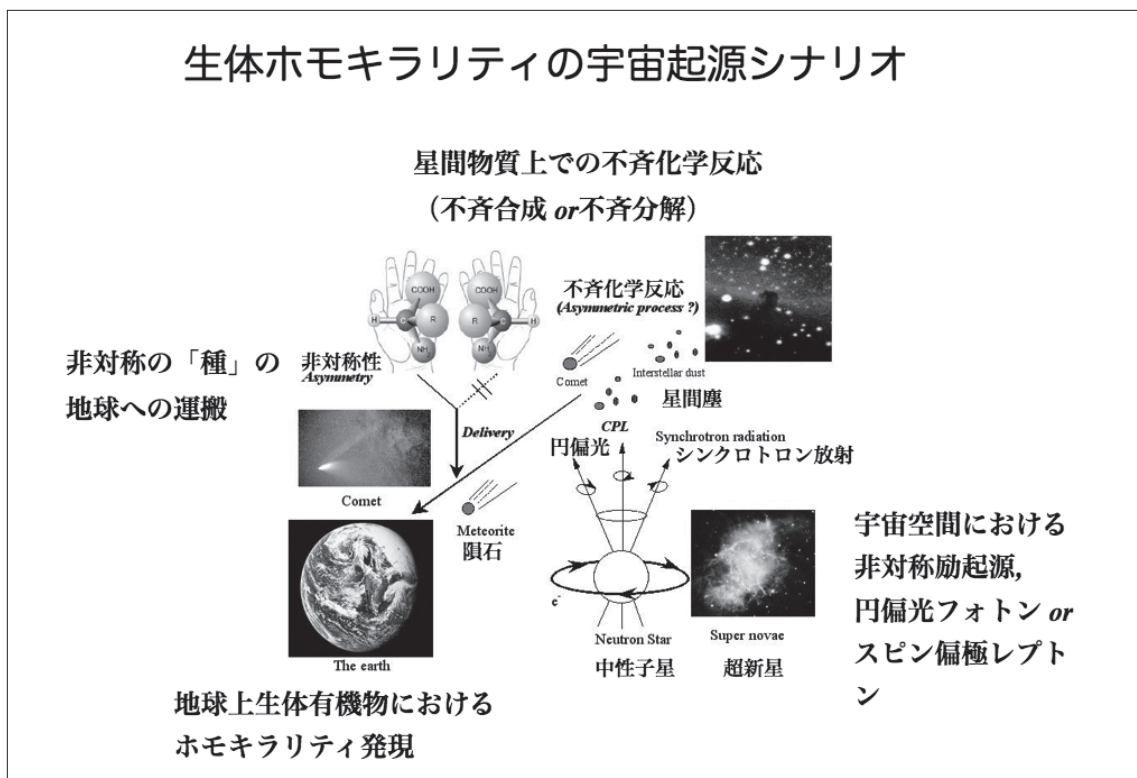 生体ホモキラリティの宇宙起源シナリオ
星間物質上での不斉化学反応
（不斉合成 or不斉分解）
COOH
R
H
C
NH2
COOH
R
C
H
NH2
不斉化学反応
(Asymmetric process ?)
Comet
Interstellar dust
星間塵
非対称の「種」の
地球への運搬
非対称性
Asymmetry
Delivery
CPL
円偏光
Synchrotron radiation
シンクロトロン放射
Comet
Meteorite
隕石
e-
Neutron Star
中性子星
Super novae
超新星
宇宙空間における
非対称励起源,
円偏光フォトン or
スピン偏極レプト
ン
The earth
地球上生体有機物における
ホモキラリティ発現